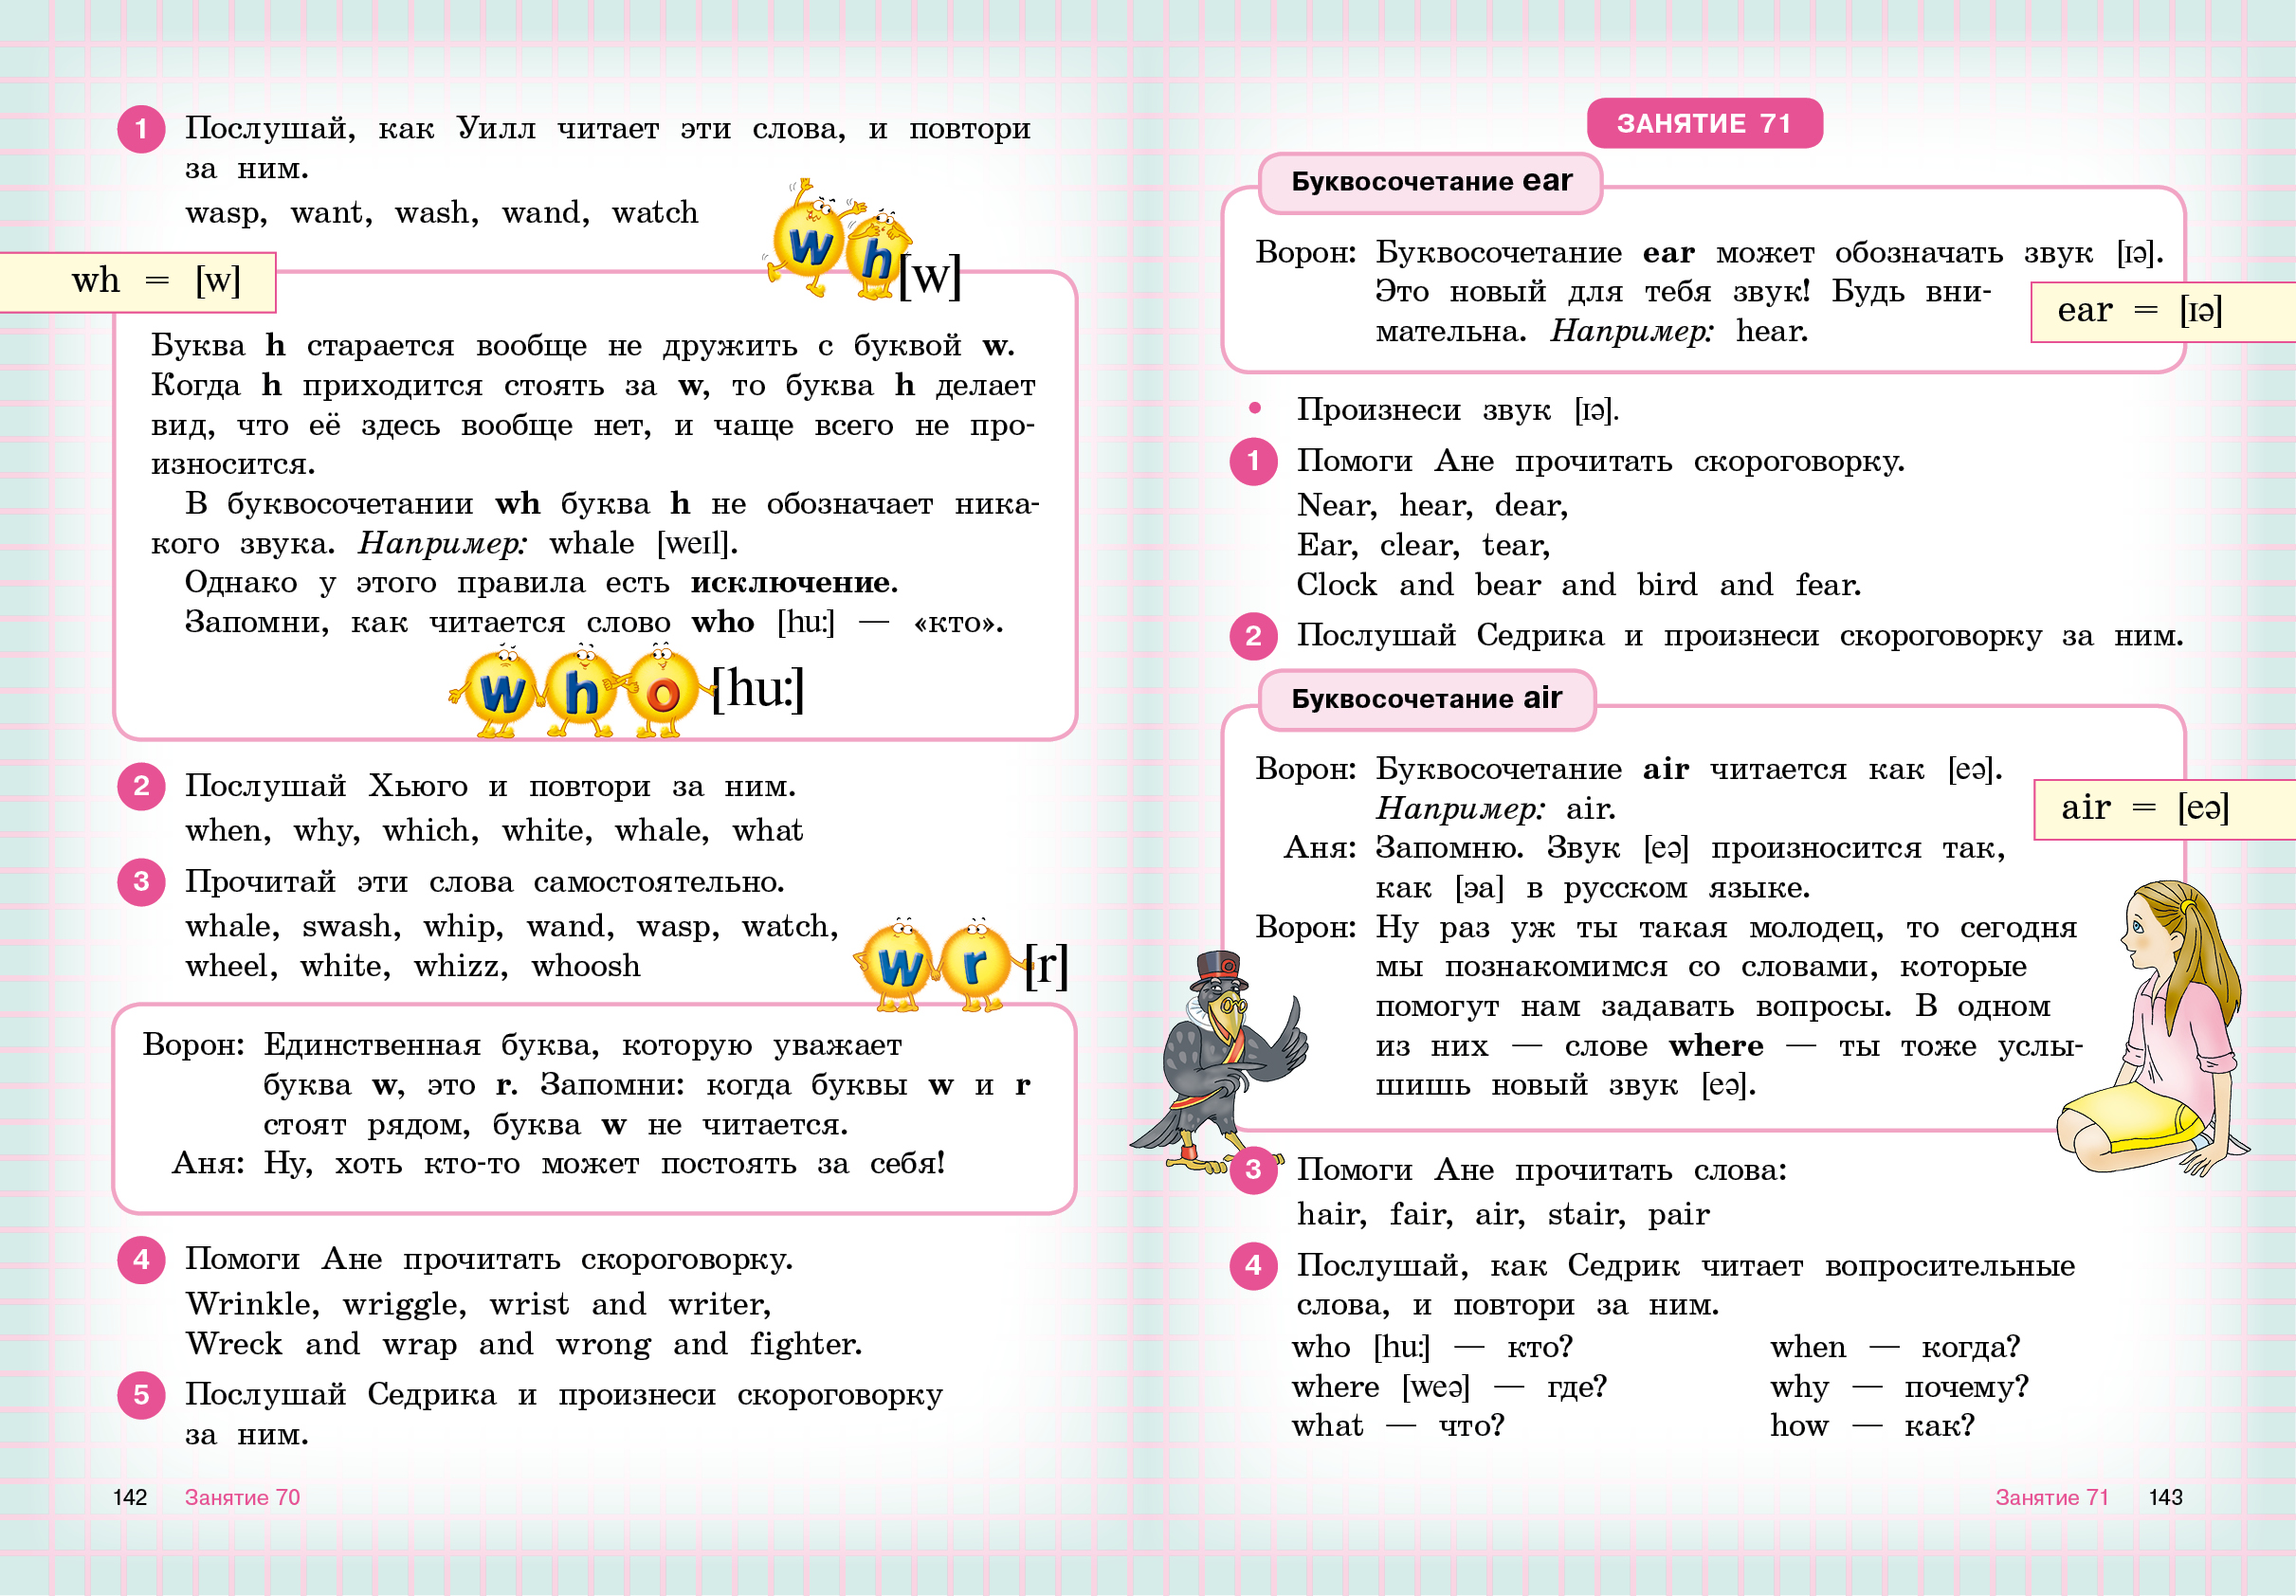 1 Послушай, как Уилл читает эти слова, и повтори
за ним.
wasp, want, wash, wand, watch
w h [w]
wh = [w]
Буква h старается вообще не дружить с буквой w.
Когда h приходится стоять за w, то буква h делает
вид, что её здесь вообще нет, и чаще всего не про-
износится.
В буквосочетании wh буква h не обозначает ника-
кого звука. Например: whale [weɪl].
Однако у этого правила есть исключение.
Запомни, как читается слово who [hu:] — «кто».
w h o [hu:]
2 Послушай Хьюго и повтори за ним.
when, why, which, white, whale, what
3 Прочитай эти слова самостоятельно.
whale, swash, whip, wand, wasp, watch,
wheel, white, whizz, whoosh
w r [r]
Ворон: Единственная буква, которую уважает
буква w, это r. Запомни: когда буквы w и r
стоят рядом, буква w не читается.
Аня: Ну, хоть кто-то может постоять за себя!
4 Помоги Ане прочитать скороговорку.
Wrinkle, wriggle, wrist and writer,
Wreck and wrap and wrong and fighter.
5 Послушай Седрика и произнеси скороговорку
за ним.
142 Занятие 70
ЗАНЯТИЕ 71
Буквосочетание ear
Ворон: Буквосочетание ear может обозначать звук [ɪə].
Это новый для тебя звук! Будь вни-
мательна. Например: hear.
ear = [ɪə]
• Произнеси звук [ɪə].
1 Помоги Ане прочитать скороговорку.
Near, hear, dear,
Ear, clear, tear,
Clock and bear and bird and fear.
2 Послушай Седрика и произнеси скороговорку за ним.
Буквосочетание air
Ворон: Буквосочетание air читается как [eə].
Например: air.
air = [eə]
Аня: Запомню. Звук [eə] произносится так,
как [эа] в русском языке.
Ворон: Ну раз уж ты такая молодец, то сегодня
мы познакомимся со словами, которые
помогут нам задавать вопросы. В одном
из них — слове where — ты тоже услы-
шишь новый звук [eə].
3 Помоги Ане прочитать слова:
hair, fair, air, stair, pair
4 Послушай, как Седрик читает вопросительные
слова, и повтори за ним.
who [hu:] — кто? when — когда?
where [weə] — где? why — почему?
what — что? how — как?
Занятие 71 143